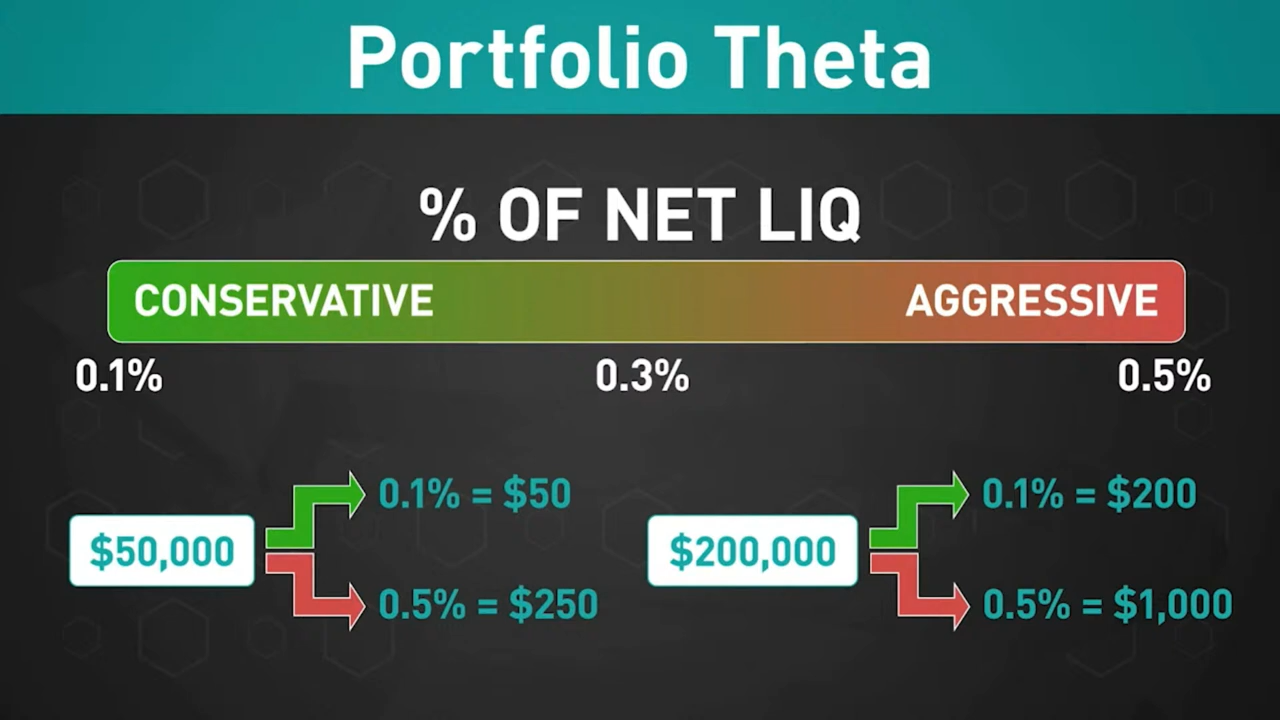 Portfolio Theta
% OF NET LIQ
CONSERVATIVE
AGGRESSIVE
0.1%
0.3%
0.5%
$50,000
0.1% = $50
0.5% = $250
$200,000
0.1% = $200
0.5% = $1,000